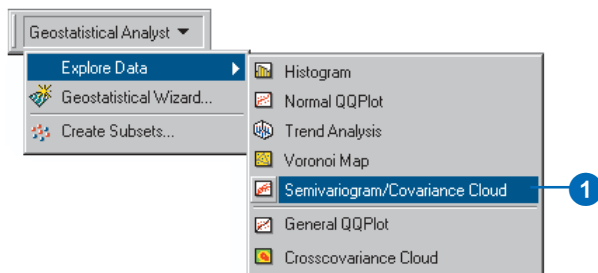 Geostatistical Analyst
Explore Data
Geostatistical Wizard...
Create Subsets...
Histogram
Normal QQPlot
Trend Analysis
Voronoi Map
Semivariogram/Covariance Cloud
1
General QQPlot
Crosscovariance Cloud